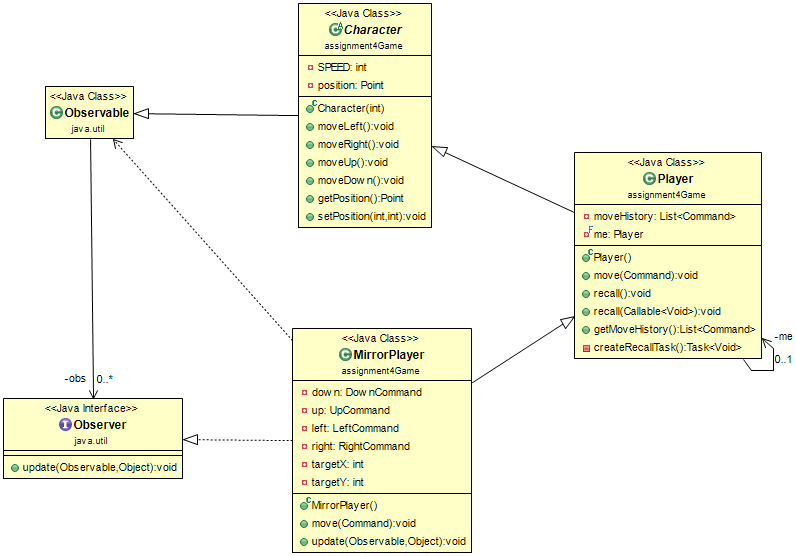 <<Java Class>>
Character
assignment4Game
SPEED: int
position: Point
Character(int)
moveLeft():void
moveRight():void
moveUp():void
moveDown():void
getPosition():Point
setPosition(int,int):void
<<Java Class>>
Observable
java.util
<<Java Class>>
Player
assignment4Game
moveHistory: List<Command>
me: Player
Player()
move(Command):void
recall():void
recall(Callable<Void>):void
getMoveHistory():List<Command>
createRecallTask():Task<Void>
-me
0..1
<<Java Class>>
MirrorPlayer
assignment4Game
down: DownCommand
up: UpCommand
left: LeftCommand
right: RightCommand
targetX: int
targetY: int
MirrorPlayer()
move(Command):void
update(Observable,Object):void
-obs 0..*
<<Java Interface>>
Observer
java.util
update(Observable,Object):void